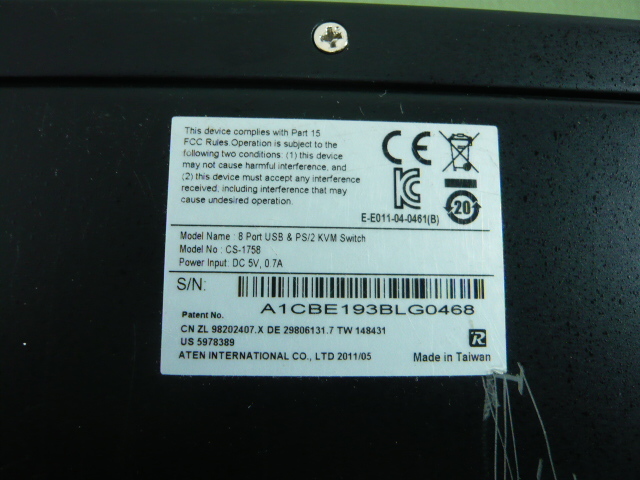 This device complies with Part 15
FCC Rules.Operation is subject to the
following two conditions: (1) this device
may not cause harmful interference, and
(2) this device must accept any interference
received, including interference that may
cause undesired operation.
CE
KC
20
E-E011-04-0461(B)
Model Name : 8 Port USB & PS/2 KVM Switch
Model No : CS-1758
Power Input: DC 5V, 0.7A
S/N:
A1CBE193BLG0468
Patent No.
CN ZL 98202407.X DE 29806131.7 TW 148431
US 5978389
ATEN INTERNATIONAL CO., LTD 2011/05
R
Made in Taiwan